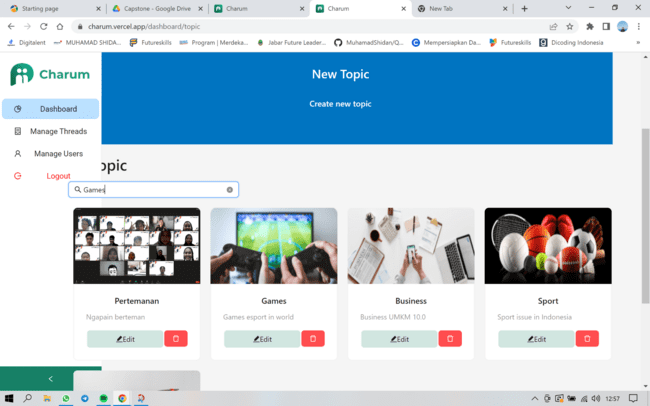 Starting page
Capstone - Google Drive
Charum
Charum
New Tab
charum.vercel.app/dashboard/topic
Digitalent
MUHAMAD SHIDA...
Futureskills
Program | Merdeka...
Jabar Future Leader...
MuhamadShidan/Q...
Mempersiapkan Da...
Futureskills
Dicoding Indonesia
Charum
Dashboard
Manage Threads
Manage Users
Logout
New Topic
Create new topic
opic
Games
Pertemanan
Ngapain berteman
Edit
Games
Games esport in world
Edit
Business
Business UMKM 10.0
Edit
Sport
Sport issue in Indonesia
Edit
12:57